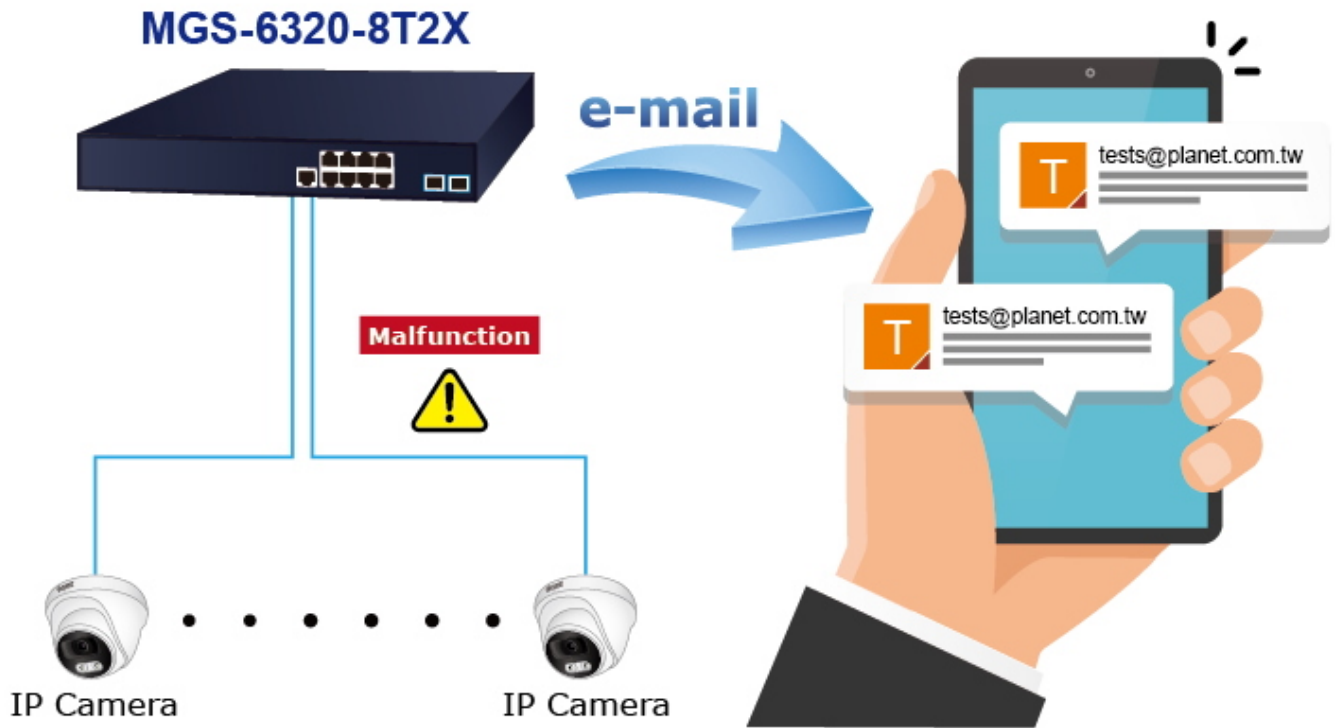 MGS-6320-8T2X
e-mail
T
tests@planet.com.tw
T
tests@planet.com.tw
Malfunction
!
IP Camera
IP Camera